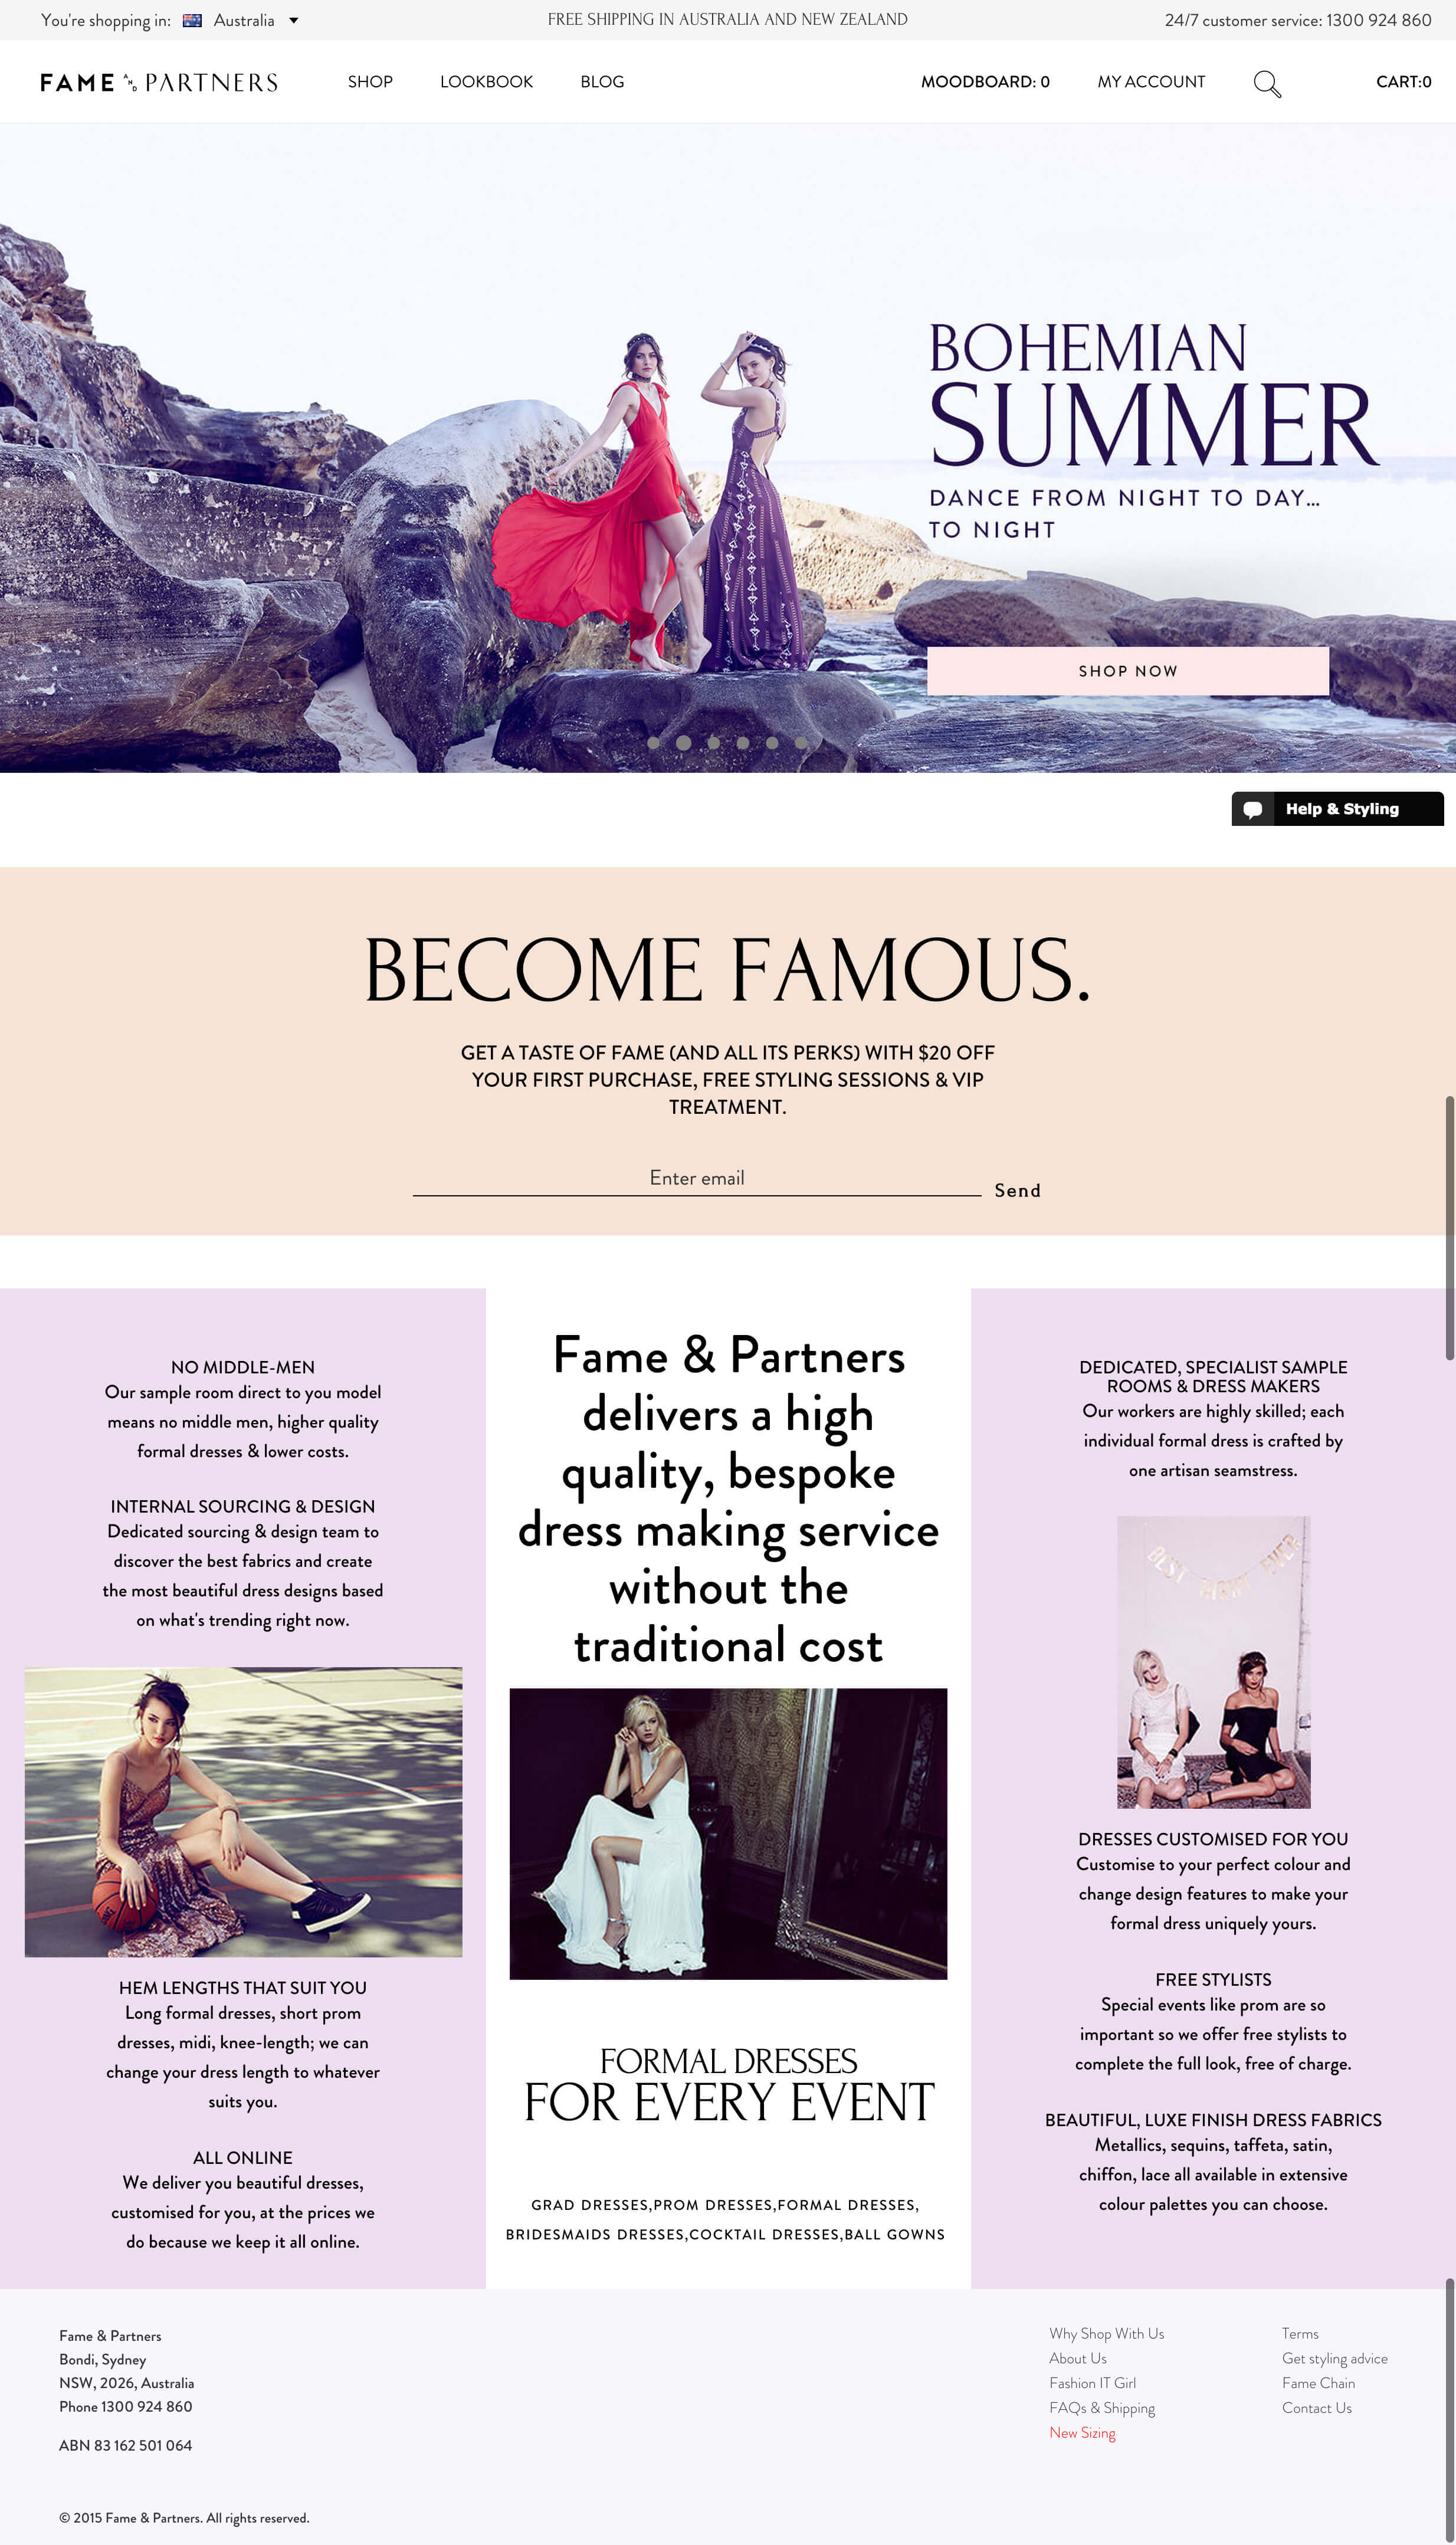 You're shopping in: Australia
FREE SHIPPING IN AUSTRALIA AND NEW ZEALAND
24/7 customer service: 1300 924 860
FAME AND PARTNERS
SHOP
LOOKBOOK
BLOG
MOODBOARD: 0
MY ACCOUNT
CART:0
BOHEMIAN
SUMMER
DANCE FROM NIGHT TO DAY...
TO NIGHT
SHOP NOW
Help & Styling
BECOME FAMOUS.
GET A TASTE OF FAME (AND ALL ITS PERKS) WITH $20 OFF
YOUR FIRST PURCHASE, FREE STYLING SESSIONS & VIP
TREATMENT.
Enter email
Send
NO MIDDLE-MEN
Our sample room direct to you model
means no middle men, higher quality
formal dresses & lower costs.
INTERNAL SOURCING & DESIGN
Dedicated sourcing & design team to
discover the best fabrics and create
the most beautiful dress designs based
on what's trending right now.
HEM LENGTHS THAT SUIT YOU
Long formal dresses, short prom
dresses, midi, knee-length; we can
change your dress length to whatever
suits you.
ALL ONLINE
We deliver you beautiful dresses,
customised for you, at the prices we
do because we keep it all online.
Fame & Partners
delivers a high
quality, bespoke
dress making service
without the
traditional cost
FORMAL DRESSES
FOR EVERY EVENT
GRAD DRESSES,PROM DRESSES,FORMAL DRESSES,
BRIDESMAIDS DRESSES,COCKTAIL DRESSES,BALL GOWNS
DEDICATED, SPECIALIST SAMPLE
ROOMS & DRESS MAKERS
Our workers are highly skilled; each
individual formal dress is crafted by
one artisan seamstress.
BEST PARTY EVER
DRESSES CUSTOMISED FOR YOU
Customise to your perfect colour and
change design features to make your
formal dress uniquely yours.
FREE STYLISTS
Special events like prom are so
important so we offer free stylists to
complete the full look, free of charge.
BEAUTIFUL, LUXE FINISH DRESS FABRICS
Metallics, sequins, taffeta, satin,
chiffon, lace all available in extensive
colour palettes you can choose.
Fame & Partners
Bondi, Sydney
NSW, 2026, Australia
Phone 1300 924 860
ABN 83 162 501 064
© 2015 Fame & Partners. All rights reserved.
Why Shop With Us
About Us
Fashion IT Girl
FAQs & Shipping
New Sizing
Terms
Get styling advice
Fame Chain
Contact Us